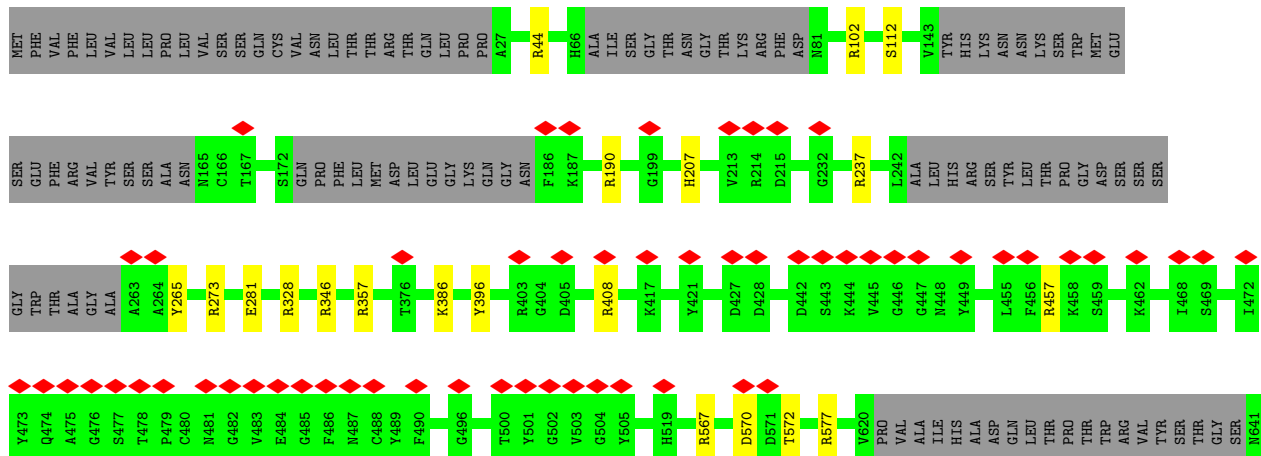 MET PHE VAL PHE LEU VAL LEU LEU PRO LEU VAL SER SER GLN CYS VAL ASN LEU THR THR ARG THR GLN LEU PRO PRO A27 R44 H66 ALA ILE SER GLY THR ASN GLY THR LYS ARG PHE ASP N81 R102 S112 V143 TYR HIS LYS ASN ASN LYS SER TRP MET GLU
SER GLU PHE ARG VAL TYR SER SER ALA ASN N165 C166 T167 S172 GLN PRO PHE LEU MET ASP LEU GLU GLY LYS GLN GLY ASN F186 K187 R190 G199 H207 V213 R214 D215 G232 R237 L242 ALA LEU HIS ARG SER TYR LEU THR PRO GLY ASP SER SER SER
GLY TRP THR ALA GLY ALA A263 A264 Y265 R273 E281 R328 R346 R357 T376 K386 Y396 R403 G404 D405 R408 K417 Y421 D427 D428 D442 S443 K444 V445 G446 G447 N448 Y449 L455 F456 R457 K458 S459 K462 I468 S469 I472
Y473 Q474 A475 G476 S477 T478 P479 C480 N481 G482 V483 E484 G485 F486 N487 C488 Y489 F490 G496 T500 Y501 G502 V503 G504 Y505 H519 R567 D570 D571 T572 R577 V620 PRO VAL ALA ILE HIS ALA ASP GLN LEU THR PRO THR TRP ARG VAL TYR SER THR GLY SER N641